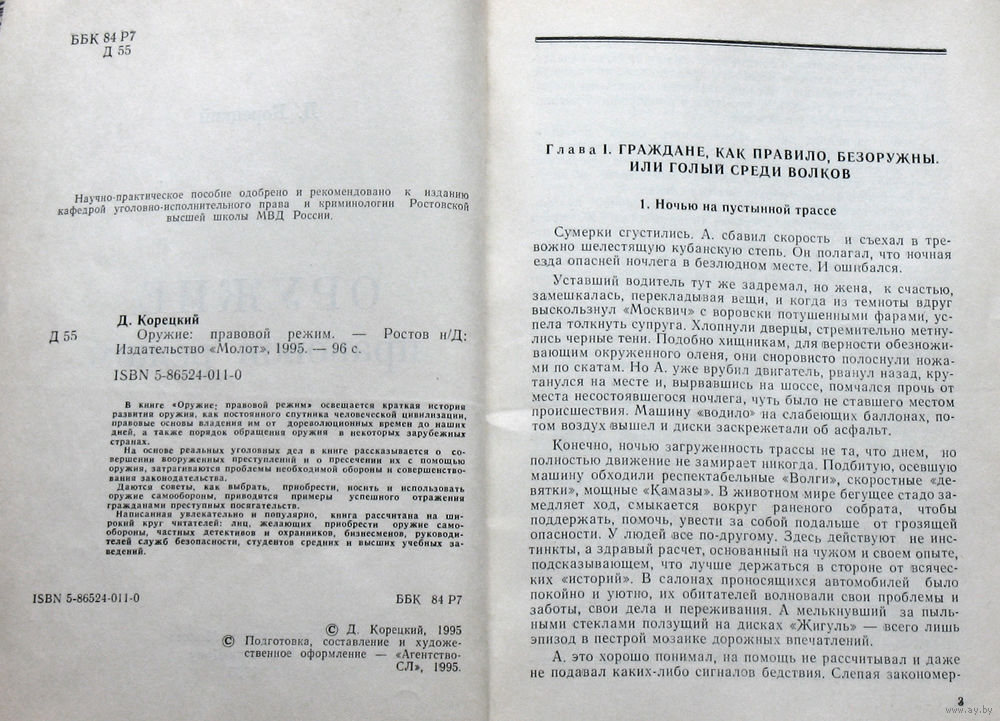 ББК 84 Р7
Д 55
Научно-практическое пособие одобрено и рекомендовано к изданию
кафедрой уголовно-исполнительного права и криминологии Ростовской
высшей школы МВД России.
Д. Корецкий
Д 55
Оружие: правовой режим. — Ростов н/Д:
Издательство «Молот», 1995. — 96 с.
ISBN 5-86524-011-0
В книге «Оружие: правовой режим» освещается краткая история
развития оружия, как постоянного спутника человеческой цивилизации,
правовые основы владения им от дореволюционных времен до наших
дней, а также порядок обращения оружия в некоторых зарубежных
странах.
На основе реальных уголовных дел в книге рассказывается о со-
вершении вооруженных преступлений и о пресечении их с помощью
оружия, затрагиваются проблемы необходимой обороны и совершенство-
вания законодательства.
Даются советы, как выбрать, приобрести, носить и использовать
оружие самообороны, приводятся примеры успешного отражения
гражданами преступных посягательств.
Написанная увлекательно и популярно, книга рассчитана на ши-
рокий круг читателей: лиц, желающих приобрести оружие само-
обороны, частных детективов и охранников, бизнесменов, руководи-
телей служб безопасности, студентов средних и высших учебных за-
ведений.
ISBN 5-86524-011-0
ББК 84 Р7
© Д. Корецкий, 1995
© Подготовка, составление и художе-
ственное оформление — «Агентство-
СЛ», 1995.
Глава I. ГРАЖДАНЕ, КАК ПРАВИЛО, БЕЗОРУЖНЫ.
ИЛИ ГОЛЫЙ СРЕДИ ВОЛКОВ
1. Ночью на пустынной трассе
Сумерки сгустились. А. сбавил скорость и съехал в тре-
вожно шелестящую кубанскую степь. Он полагал, что ночная
езда опасней ночлега в безлюдном месте. И ошибался.
Уставший водитель тут же задремал, но жена, к счастью,
замешкалась, перекладывая вещи, и когда из темноты вдруг
выскользнул «Москвич» с воровски потушенными фарами, ус-
пела толкнуть супруга. Хлопнули дверцы, стремительно метну-
лись черные тени. Подобно хищникам, для верности обезножи-
вающим окруженного оленя, они сноровисто полоснули ножа-
ми по скатам. Но А. уже врубил двигатель, рванул назад, кру-
танулся на месте и, вырвавшись на шоссе, помчался прочь от
места несостоявшегося ночлега, чуть было не ставшего местом
происшествия. Машину «водило» на слабеющих баллонах, по-
том воздух вышел и диски заскрежетали об асфальт.
Конечно, ночью загруженность трассы не та, что днем, но
полностью движение не замирает никогда. Подбитую, осевшую
машину обходили респектабельные «Волги», скоростные «де-
вятки», мощные «Камазы». В животном мире бегущее стадо за-
медляет ход, смыкается вокруг раненого собрата, чтобы
поддержать, помочь, увести за собой подальше от грозящей
опасности. У людей все по-другому. Здесь действуют не ин-
стинкты, а здравый расчет, основанный на чужом и своем опыте,
подсказывающем, что лучше держаться в стороне от всячес-
ких «историй». В салонах проносящихся автомобилей было
покойно и уютно, их обитателей волновали свои проблемы и
заботы, свои дела и переживания. А мелькнувший за пыль-
ными стеклами ползущий на дисках «Жигуль» — всего лишь
эпизод в пестрой мозаике дорожных впечатлений.
А. это хорошо понимал, на помощь не рассчитывал и даже
не подавал каких-либо сигналов бедствия. Слепая закономер-
3
www.ay.by